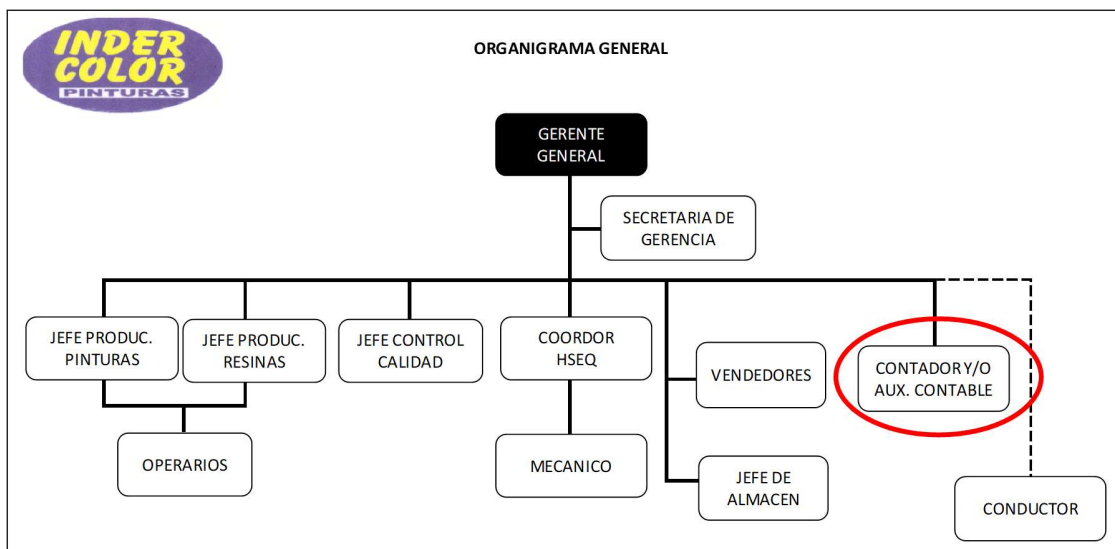 INDER
COLOR
PINTURAS
ORGANIGRAMA GENERAL
GERENTE
GENERAL
SECRETARIA DE
GERENCIA
JEFE PRODUC.
PINTURAS
JEFE PRODUC.
RESINAS
JEFE CONTROL
CALIDAD
COORDOR
HSEQ
VENDEDORES
CONTADOR Y/O
AUX. CONTABLE
OPERARIOS
MECANICO
JEFE DE
ALMACEN
CONDUCTOR